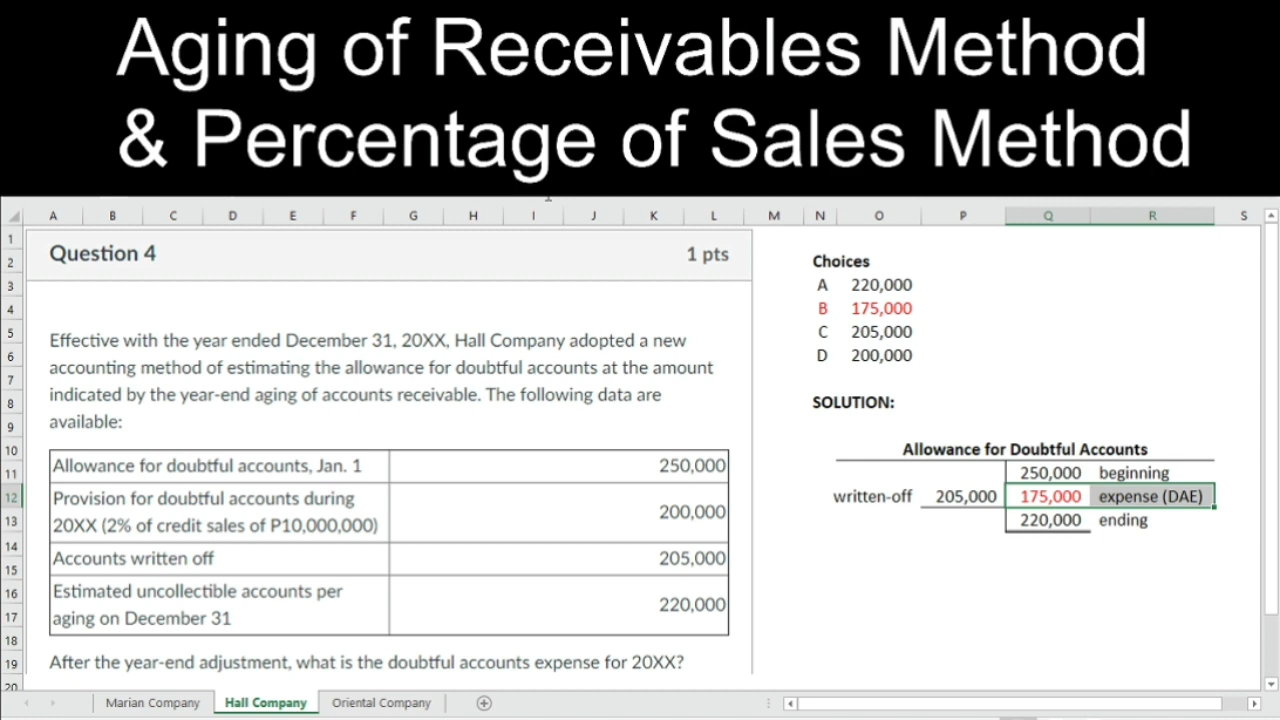 Aging of Receivables Method
& Percentage of Sales Method
A B C D E F G H I J K L M N O P Q R S
1
2
3
4
5
6
7
8
9
10
11
12
13
14
15
16
17
18
19
20
Question 4 1 pts
Effective with the year ended December 31, 20XX, Hall Company adopted a new
accounting method of estimating the allowance for doubtful accounts at the amount
indicated by the year-end aging of accounts receivable. The following data are
available:
Allowance for doubtful accounts, Jan. 1 250,000
Provision for doubtful accounts during
20XX (2% of credit sales of P10,000,000) 200,000
Accounts written off 205,000
Estimated uncollectible accounts per
aging on December 31 220,000
After the year-end adjustment, what is the doubtful accounts expense for 20XX?
Choices
A 220,000
B 175,000
C 205,000
D 200,000
SOLUTION:
Allowance for Doubtful Accounts
250,000 beginning
written-off 205,000 175,000 expense (DAE)
220,000 ending
Marian Company Hall Company Oriental Company